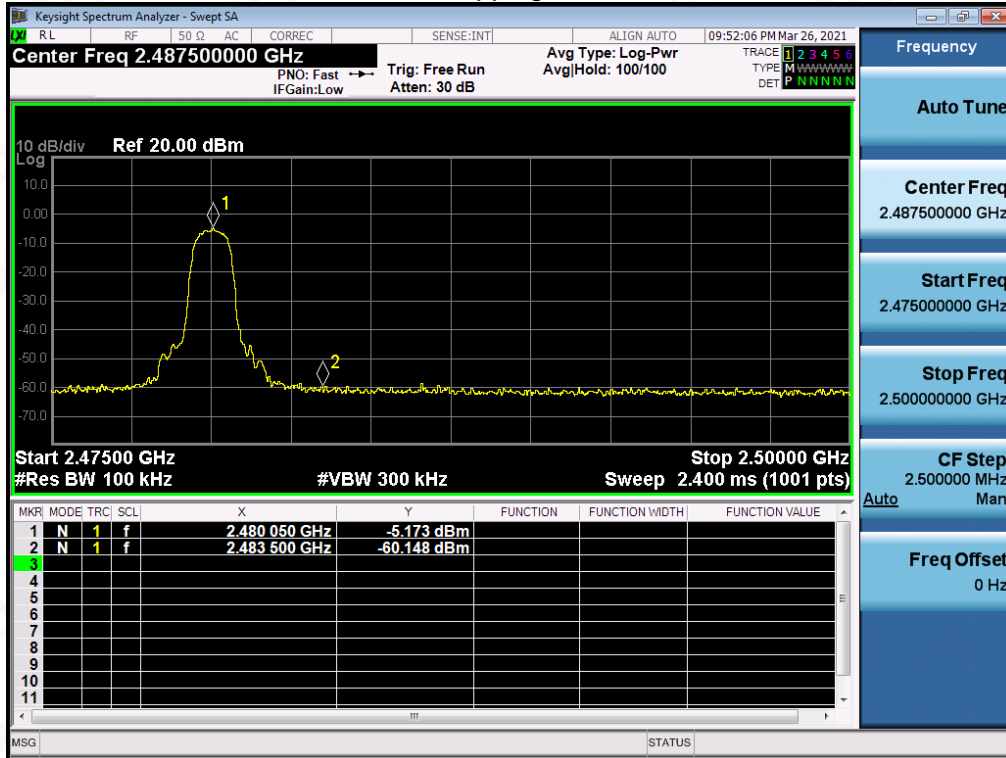 Keysight Spectrum Analyzer - Swept SA
LXI RL RF 50 Ω AC CORREC SENSE:INT ALIGN AUTO 09:52:06 PM Mar 26, 2021
Center Freq 2.487500000 GHz
PNO: Fast
IFGain:Low
Trig: Free Run
Atten: 30 dB
Avg Type: Log-Pwr
Avg|Hold: 100/100
TRACE 1 2 3 4 5 6
TYPE M WWWWW
DET P N N N N N
10 dB/div Ref 20.00 dBm
Log
10.0
0.00
-10.0
-20.0
-30.0
-40.0
-50.0
-60.0
-70.0
1
2
Start 2.47500 GHz Stop 2.50000 GHz
#Res BW 100 kHz #VBW 300 kHz Sweep 2.400 ms (1001 pts)
MKR MODE TRC SCL X Y FUNCTION FUNCTION WIDTH FUNCTION VALUE
1 N 1 f 2.480 050 GHz -5.173 dBm
2 N 1 f 2.483 500 GHz -60.148 dBm
3
4
5
6
7
8
9
10
11
MSG STATUS
Frequency
Auto Tune
Center Freq
2.487500000 GHz
Start Freq
2.475000000 GHz
Stop Freq
2.500000000 GHz
CF Step
2.500000 MHz
Auto Man
Freq Offset
0 Hz